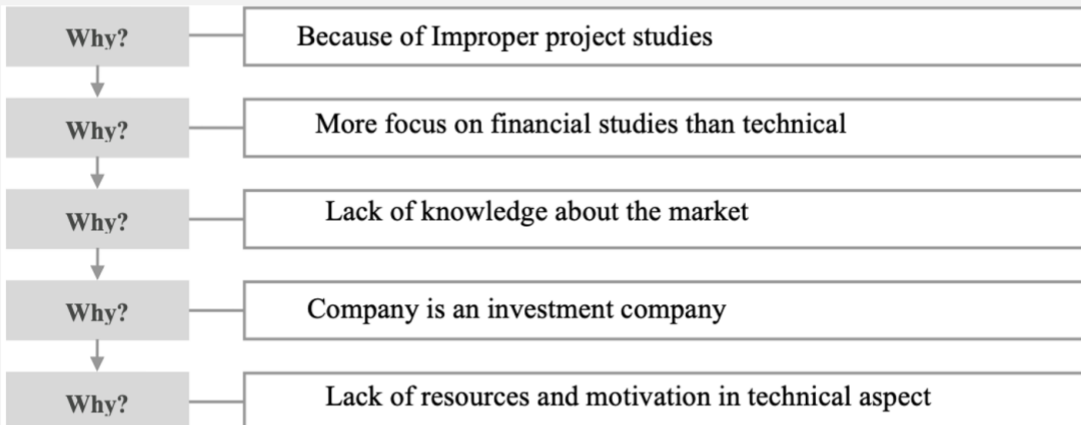 Why?
Because of Improper project studies
Why?
More focus on financial studies than technical
Why?
Lack of knowledge about the market
Why?
Company is an investment company
Why?
Lack of resources and motivation in technical aspect